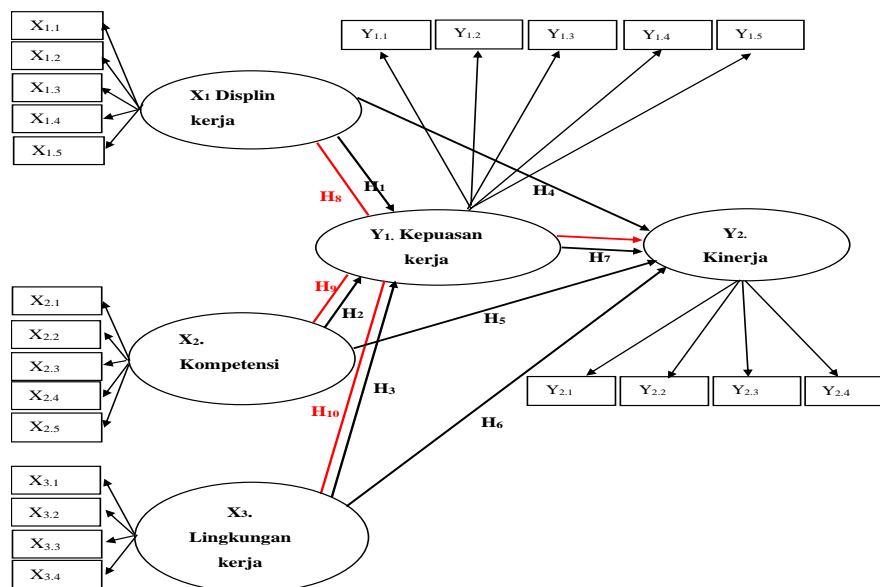 X1.1
X1.2
X1.3
X1.4
X1.5
Y1.1
Y1.2
Y1.3
Y1.4
Y1.5
X1 Displin
kerja
H8
H1
H4
Y1. Kepuasan
kerja
Y2.
Kinerja
H7
H9
H2
H5
X2.1
X2.2
X2.3
X2.4
X2.5
X2.
Kompetensi
H3
H10
H6
Y2.1
Y2.2
Y2.3
Y2.4
X3.1
X3.2
X3.3
X3.4
X3.
Lingkungan
kerja